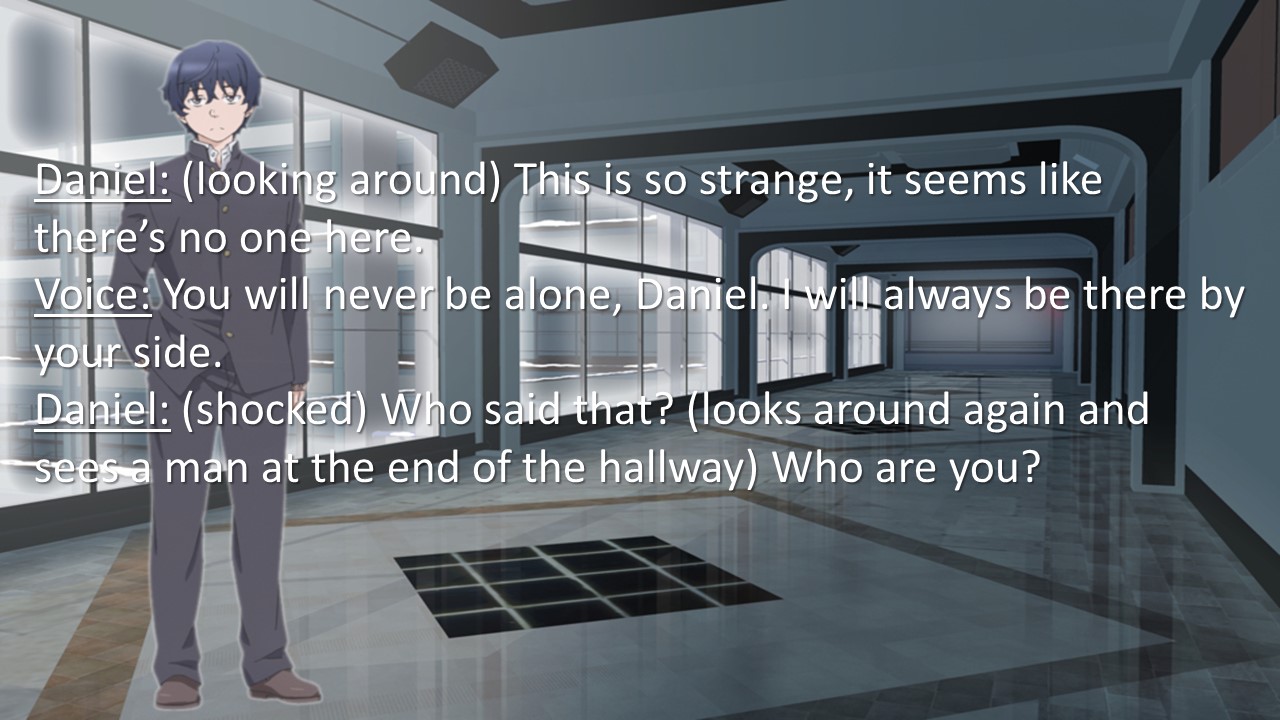 Daniel: (looking around) This is so strange, it seems like
there’s no one here.
Voice: You will never be alone, Daniel. I will always be there by
your side.
Daniel: (shocked) Who said that? (looks around again and
sees a man at the end of the hallway) Who are you?